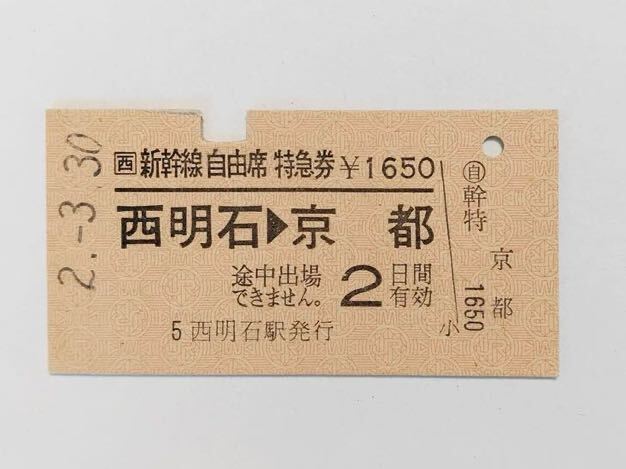 2.-3.30
西 新幹線 自由席 特急券 ¥1650
西明石▶京 都
途中出場
できません。
2日間
有効
5 西明石駅発行
自 幹特 京都 1650
小